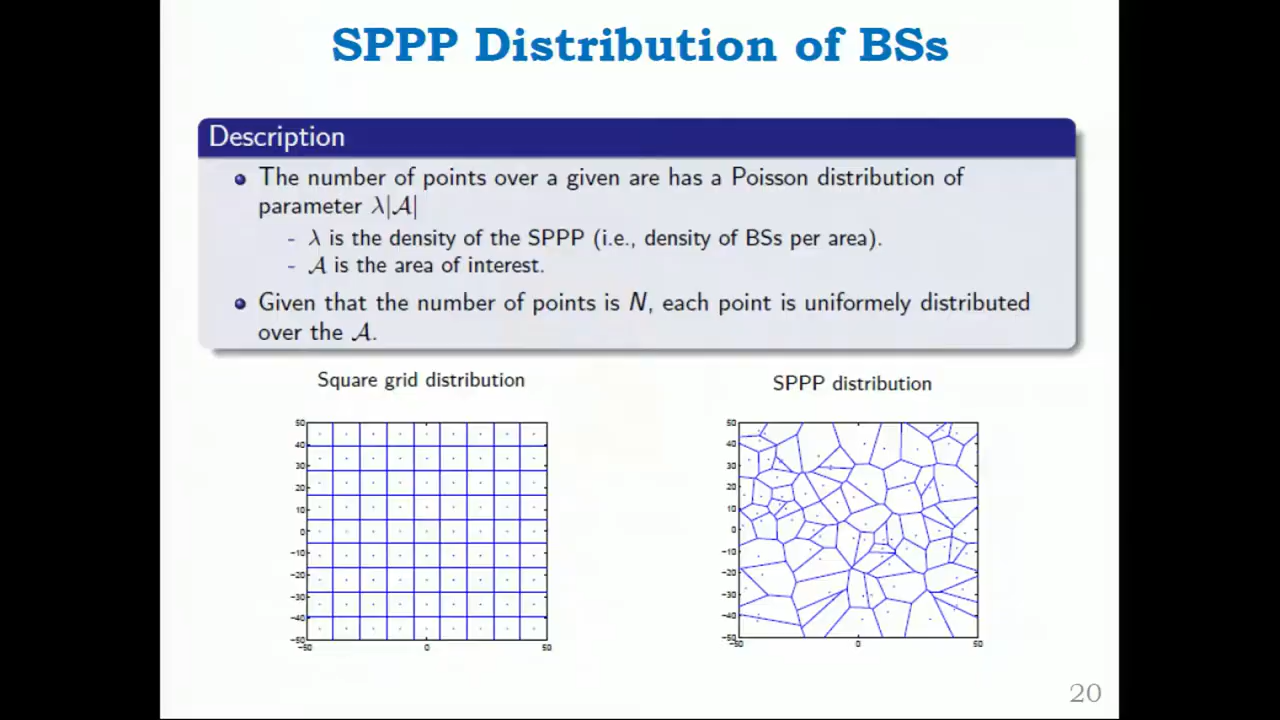 SPPP Distribution of BSs
Description
The number of points over a given are has a Poisson distribution of
parameter λ|𝒜|
- λ is the density of the SPPP (i.e., density of BSs per area).
- 𝒜 is the area of interest.
Given that the number of points is N, each point is uniformely distributed
over the 𝒜.
Square grid distribution
50
40
30
20
10
0
−10
−20
−30
−40
−50
−50 0 50
SPPP distribution
50
40
30
20
10
0
−10
−20
−30
−40
−50
−50 0 50
20